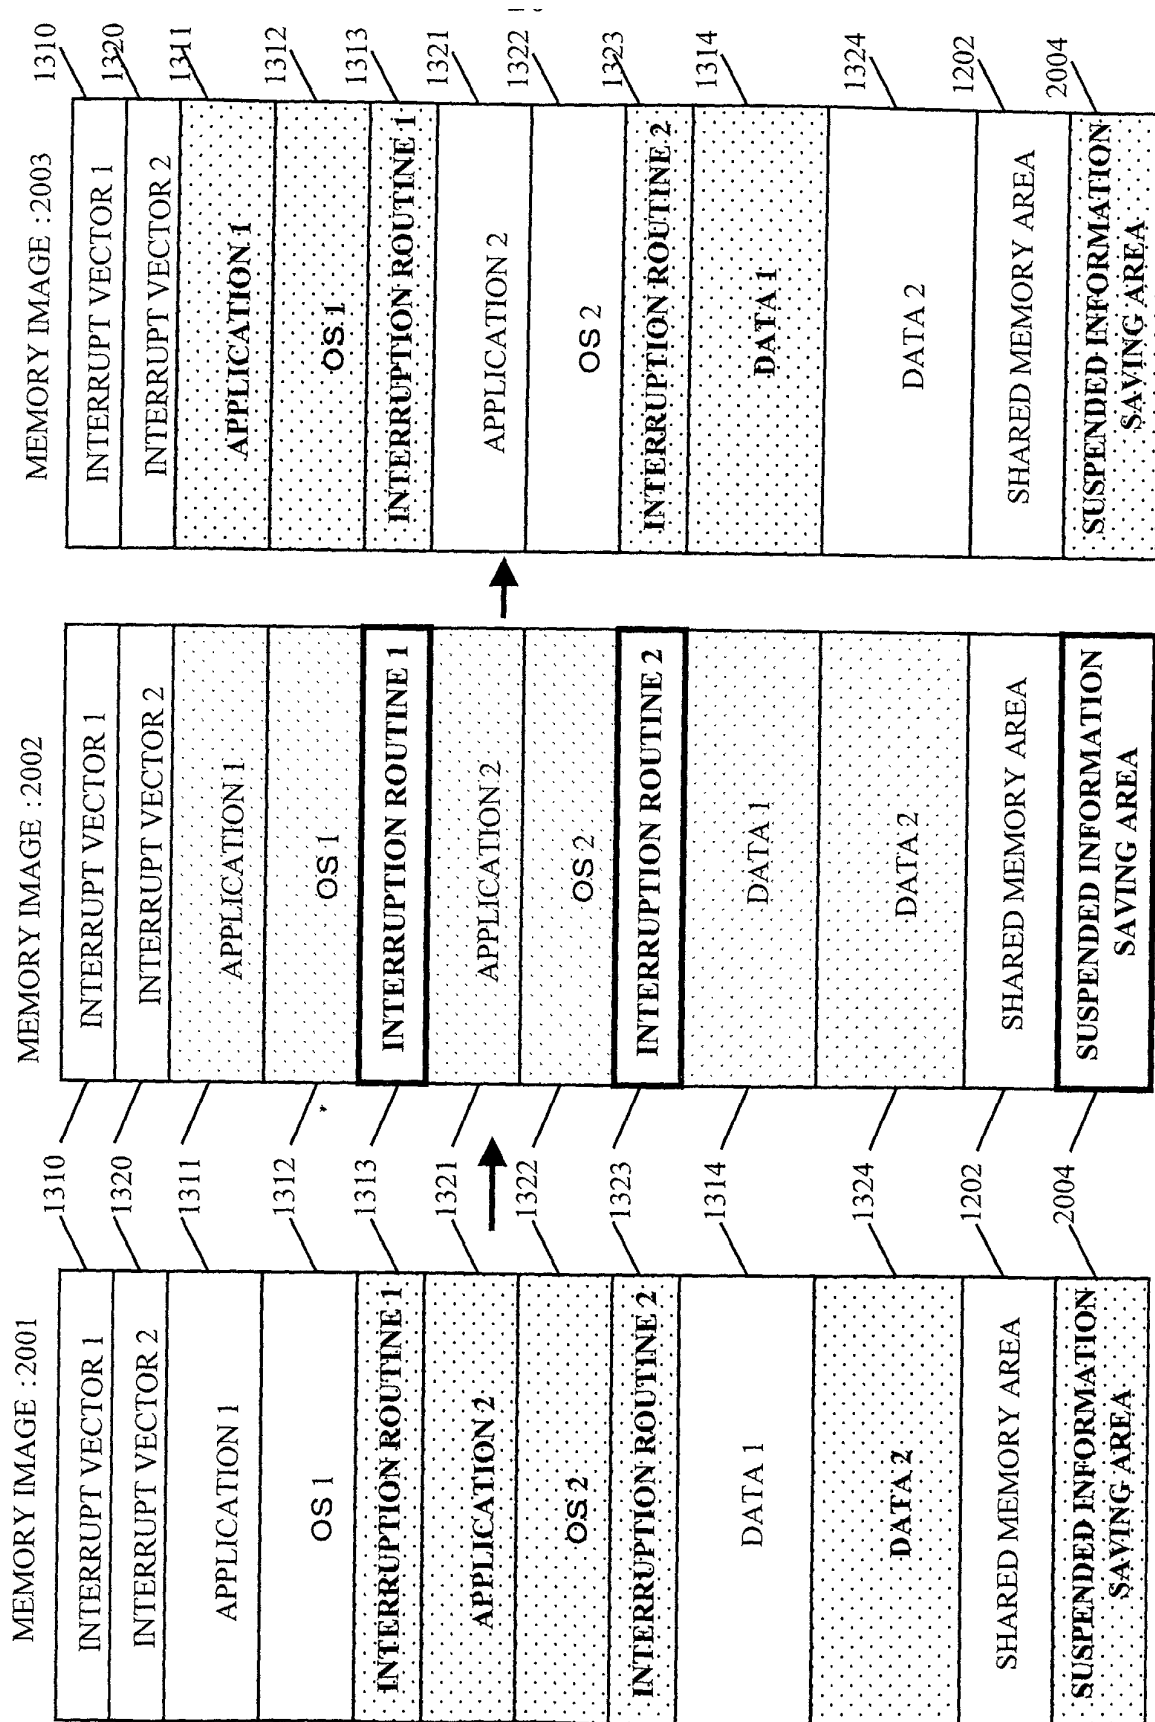 MEMORY IMAGE : 2001
INTERRUPT VECTOR 1
INTERRUPT VECTOR 2
APPLICATION 1
OS 1
INTERRUPTION ROUTINE 1
APPLICATION 2
OS 2
INTERRUPTION ROUTINE 2
DATA 1
DATA 2
SHARED MEMORY AREA
SUSPENDED INFORMATION
SAVING AREA
1310
1320
1311
1312
1313
1321
1322
1323
1314
1324
1202
2004
MEMORY IMAGE : 2002
INTERRUPT VECTOR 1
INTERRUPT VECTOR 2
APPLICATION 1
OS 1
INTERRUPTION ROUTINE 1
APPLICATION 2
OS 2
INTERRUPTION ROUTINE 2
DATA 1
DATA 2
SHARED MEMORY AREA
SUSPENDED INFORMATION
SAVING AREA
MEMORY IMAGE : 2003
INTERRUPT VECTOR 1
INTERRUPT VECTOR 2
APPLICATION 1
OS 1
INTERRUPTION ROUTINE 1
APPLICATION 2
OS 2
INTERRUPTION ROUTINE 2
DATA 1
DATA 2
SHARED MEMORY AREA
SUSPENDED INFORMATION
SAVING AREA
1310
1320
1311
1312
1313
1321
1322
1323
1314
1324
1202
2004